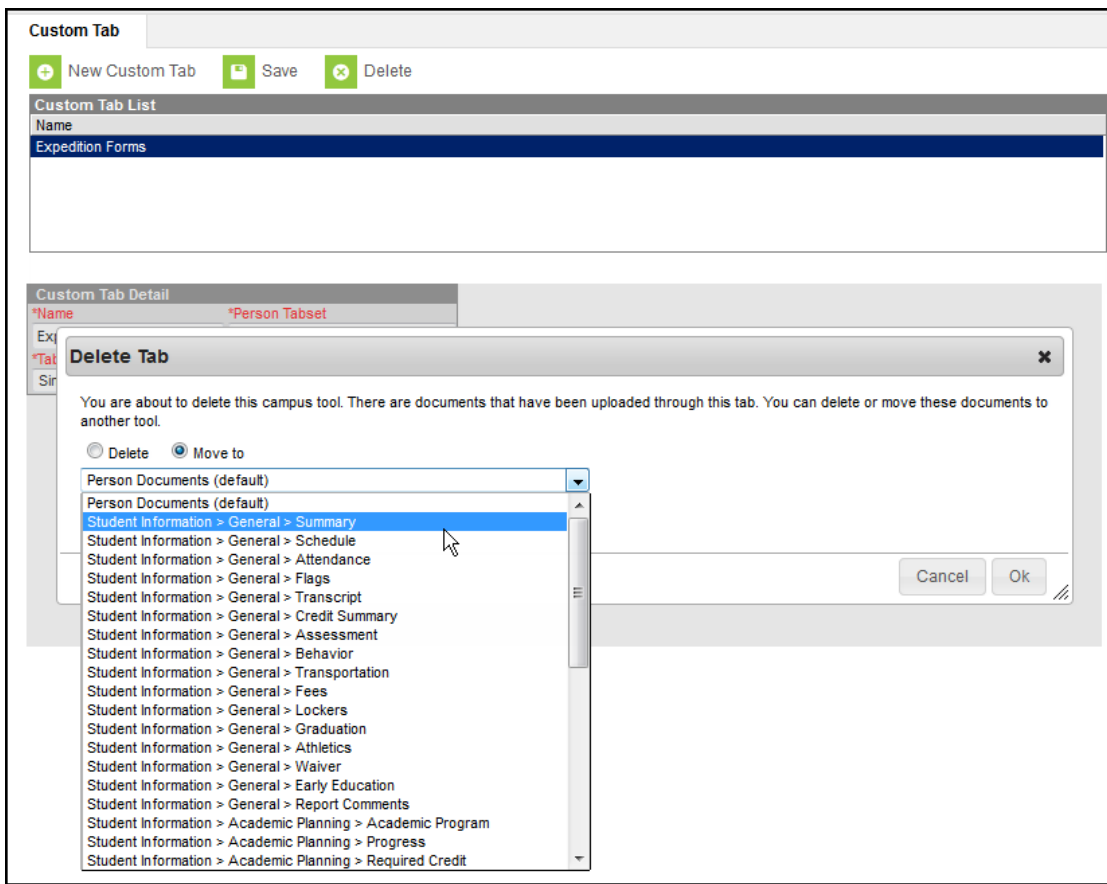 Custom Tab
New Custom Tab Save Delete
Custom Tab List
Name
Expedition Forms
Custom Tab Detail
*Name *Person Tabset
Exp
*Tab
Sin
Delete Tab
You are about to delete this campus tool. There are documents that have been uploaded through this tab. You can delete or move these documents to
another tool.
Delete Move to
Person Documents (default)
Person Documents (default)
Student Information > General > Summary
Student Information > General > Schedule
Student Information > General > Attendance
Student Information > General > Flags
Student Information > General > Transcript
Student Information > General > Credit Summary
Student Information > General > Assessment
Student Information > General > Behavior
Student Information > General > Transportation
Student Information > General > Fees
Student Information > General > Lockers
Student Information > General > Graduation
Student Information > General > Athletics
Student Information > General > Waiver
Student Information > General > Early Education
Student Information > General > Report Comments
Student Information > Academic Planning > Academic Program
Student Information > Academic Planning > Progress
Student Information > Academic Planning > Required Credit
Cancel Ok